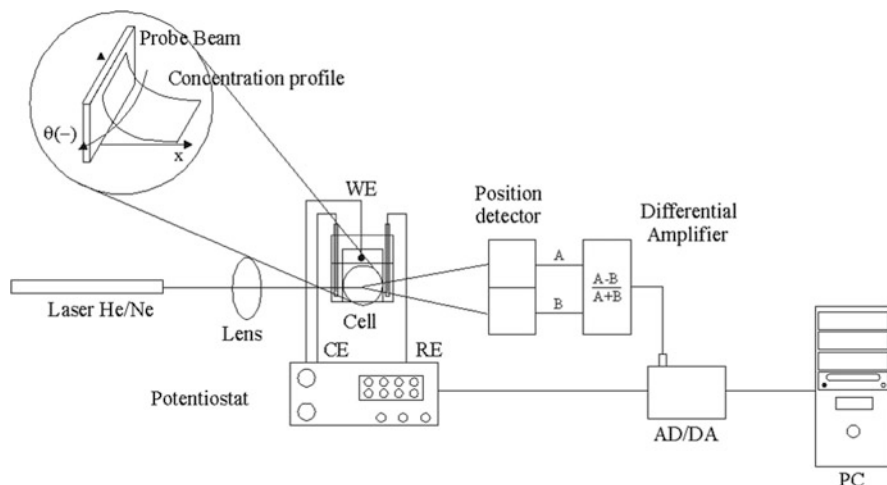 Probe Beam
Concentration profile
θ(−)
x
WE
Position
detector
Differential
Amplifier
A
A-B
A+B
B
Laser He/Ne
Lens
Cell
CE
RE
Potentiostat
AD/DA
PC